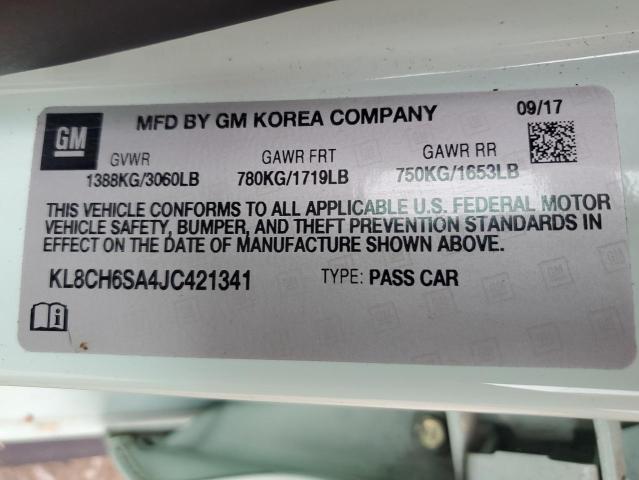 GM
MFD BY GM KOREA COMPANY
09/17
GVWR
GAWR FRT
GAWR RR
1388KG/3060LB
780KG/1719LB
750KG/1653LB
THIS VEHICLE CONFORMS TO ALL APPLICABLE U.S. FEDERAL MOTOR
VEHICLE SAFETY, BUMPER, AND THEFT PREVENTION STANDARDS IN
EFFECT ON THE DATE OF MANUFACTURE SHOWN ABOVE.
KL8CH6SA4JC421341
TYPE: PASS CAR